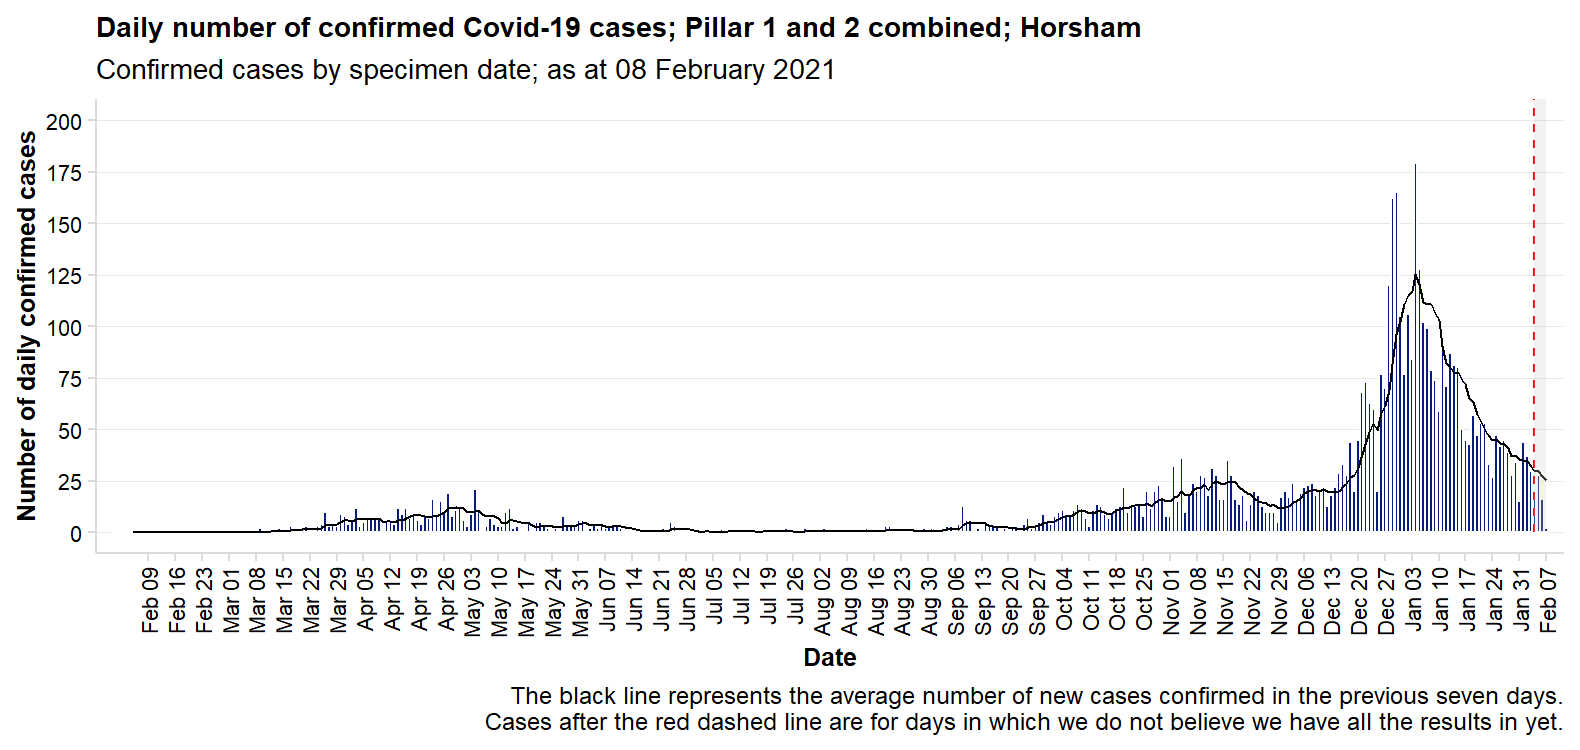 Daily number of confirmed Covid-19 cases; Pillar 1 and 2 combined; Horsham
Confirmed cases by specimen date; as at 08 February 2021
Number of daily confirmed cases
200
175
150
125
100
75
50
25
0
Feb 09
Feb 16
Feb 23
Mar 01
Mar 08
Mar 15
Mar 22
Mar 29
Apr 05
Apr 12
Apr 19
Apr 26
May 03
May 10
May 17
May 24
May 31
Jun 07
Jun 14
Jun 21
Jun 28
Jul 05
Jul 12
Jul 19
Jul 26
Aug 02
Aug 09
Aug 16
Aug 23
Aug 30
Sep 06
Sep 13
Sep 20
Sep 27
Oct 04
Oct 11
Oct 18
Oct 25
Nov 01
Nov 08
Nov 15
Nov 22
Nov 29
Dec 06
Dec 13
Dec 20
Dec 27
Jan 03
Jan 10
Jan 17
Jan 24
Jan 31
Feb 07
Date
The black line represents the average number of new cases confirmed in the previous seven days.
Cases after the red dashed line are for days in which we do not believe we have all the results in yet.